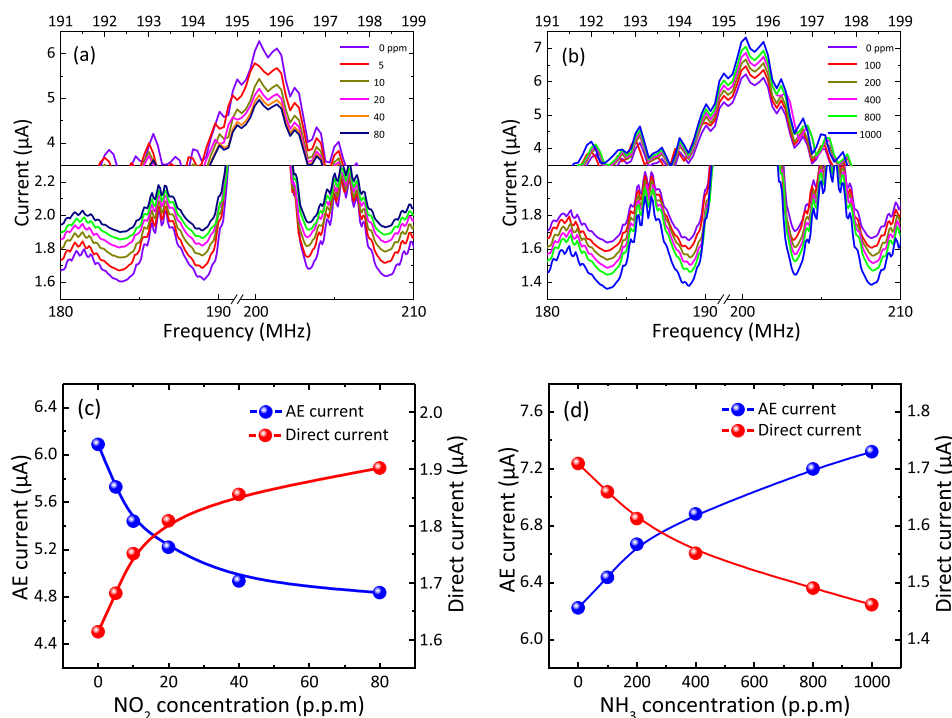 191 192 193 194 195 196 197 198 199
(a)
0 ppm
5
10
20
40
80
6
5
4
2.2
2.0
1.8
1.6
Current (μA)
180 190 200 210
Frequency (MHz)
191 192 193 194 195 196 197 198 199
(b)
0 ppm
100
200
400
800
1000
7
6
5
4
2.2
2.0
1.8
1.6
1.4
Current (μA)
180 190 200 210
Frequency (MHz)
(c)
AE current
Direct current
6.4
6.0
5.6
5.2
4.8
4.4
AE current (μA)
2.0
1.9
1.8
1.7
1.6
Direct current (μA)
0 20 40 60 80
NO2 concentration (p.p.m)
(d)
AE current
Direct current
7.6
7.2
6.8
6.4
6.0
AE current (μA)
1.8
1.7
1.6
1.5
1.4
Direct current (μA)
0 200 400 600 800 1000
NH3 concentration (p.p.m)